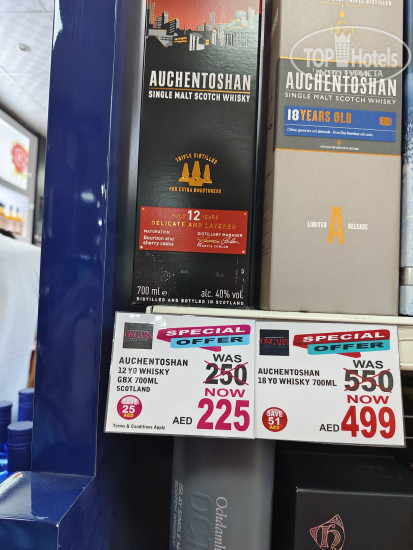 TopHotels
ЧУТКО ТУРИСТА
AUCHENTOSHAN
SINGLE MALT SCOTCH WHISKY
TRIPLE DISTILLED
FOR EXTRA SMOOTHNESS
AGED 12 YEARS
DELICATE AND LAYERED
MATURATION
Bourbon and
sherry casks
DISTILLERY MANAGER
700 ml e
alc. 40% vol.
DISTILLED AND BOTTLED IN SCOTLAND
AUCHENTOSHAN
SINGLE MALT SCOTCH WHISKY
18 YEARS OLD
LIMITED
RELEASE
SPECIAL
OFFER
AUCHENTOSHAN
12 YO WHISKY
GBX 700ML
SCOTLAND
WAS
250
NOW
SAVE
25
AED 225
Terms & Conditions Apply
SPECIAL
OFFER
AUCHENTOSHAN
18 YO WHISKY 700ML
WAS
550
NOW
SAVE
51
AED 499